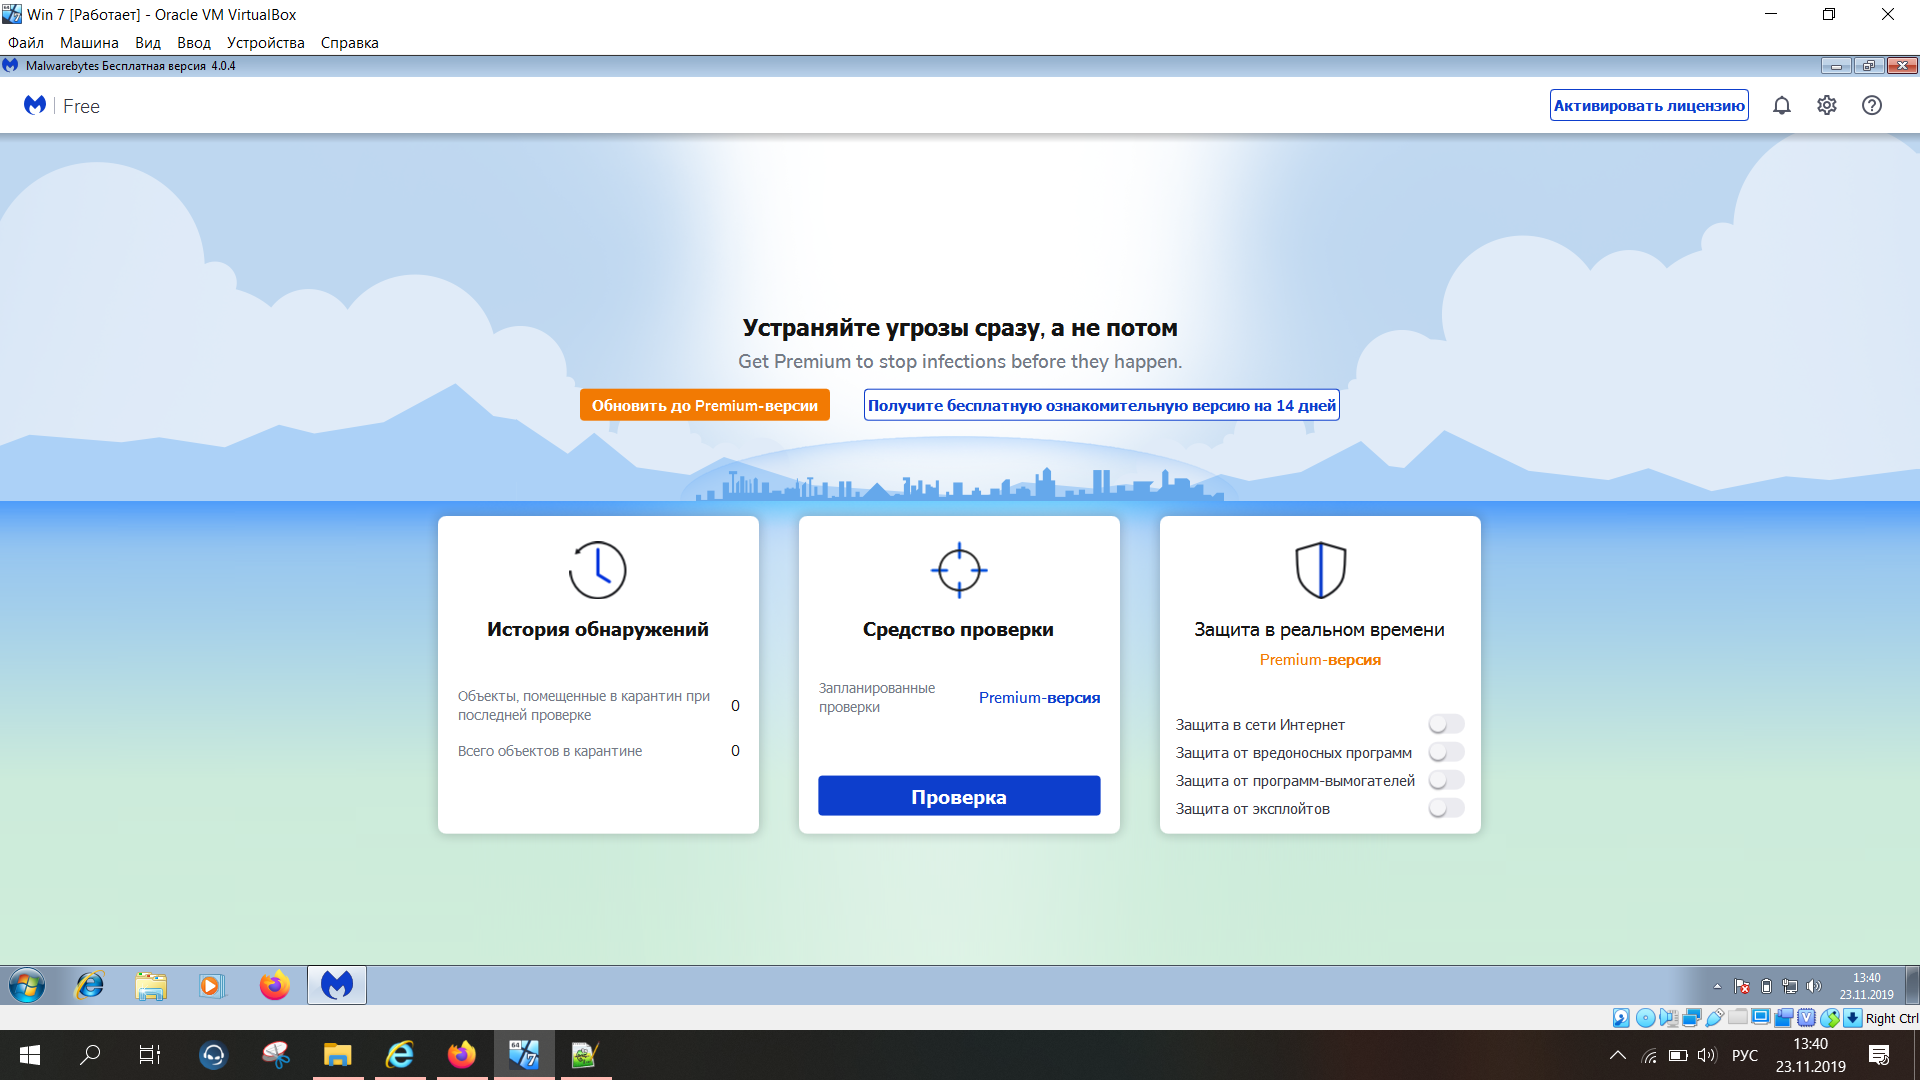 Win 7 [Работает] - Oracle VM VirtualBox
Файл Машина Вид Ввод Устройства Справка
Malwarebytes Бесплатная версия 4.0.4
Free
Активировать лицензию
Устраняйте угрозы сразу, а не потом
Get Premium to stop infections before they happen.
Обновить до Premium-версии
Получите бесплатную ознакомительную версию на 14 дней
История обнаружений
Объекты, помещенные в карантин при
последней проверке
0
Всего объектов в карантине 0
Средство проверки
Запланированные
проверки
Premium-версия
Проверка
Защита в реальном времени
Premium-версия
Защита в сети Интернет
Защита от вредоносных программ
Защита от программ-вымогателей
Защита от эксплойтов
13:40
23.11.2019
Right Ctrl
64
7
РУС
13:40
23.11.2019